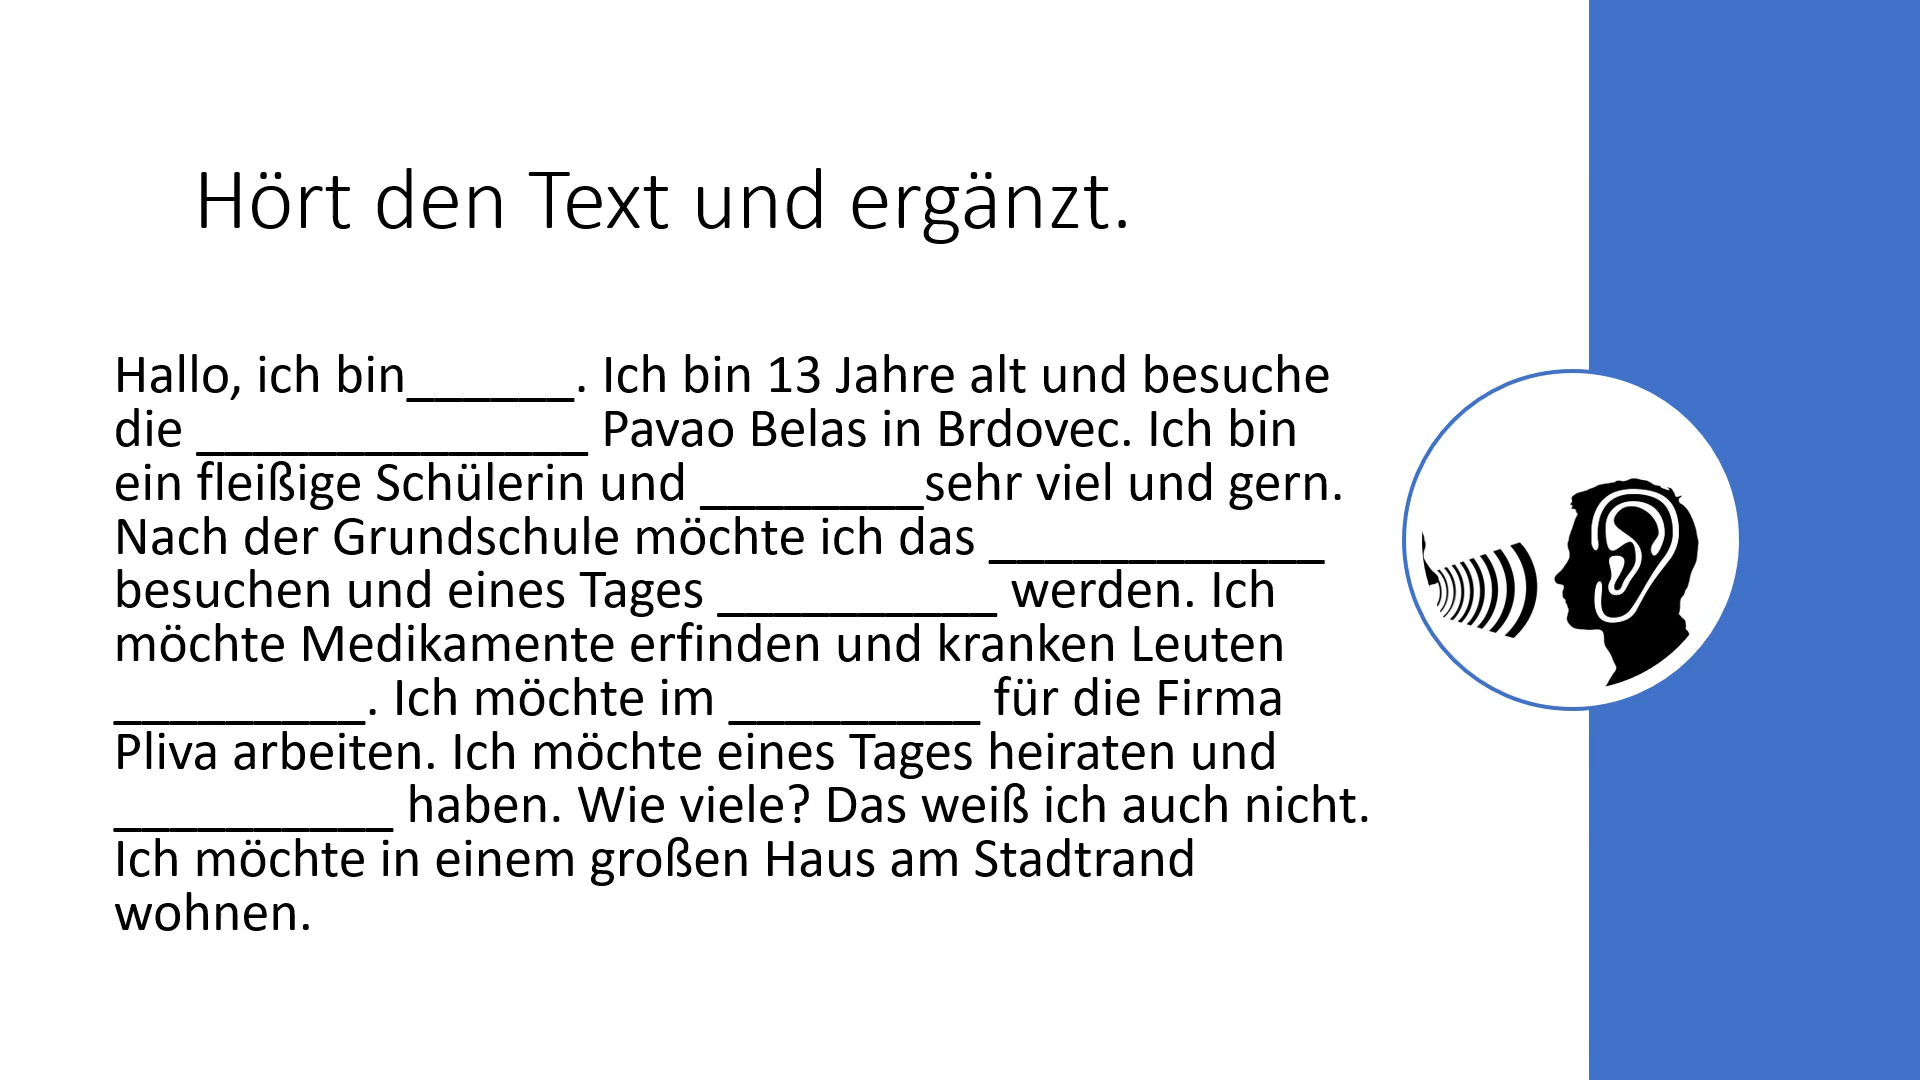 Hört den Text und ergänzt.
Hallo, ich bin______. Ich bin 13 Jahre alt und besuche
die ______________ Pavao Belas in Brdovec. Ich bin
ein fleißige Schülerin und ________sehr viel und gern.
Nach der Grundschule möchte ich das ____________
besuchen und eines Tages __________ werden. Ich
möchte Medikamente erfinden und kranken Leuten
_________. Ich möchte im _________ für die Firma
Pliva arbeiten. Ich möchte eines Tages heiraten und
__________ haben. Wie viele? Das weiß ich auch nicht.
Ich möchte in einem großen Haus am Stadtrand
wohnen.